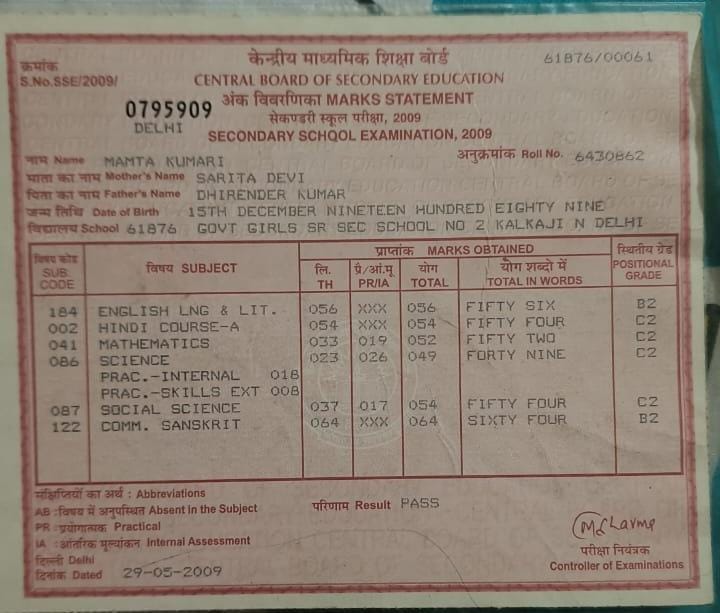 क्रमांक
केन्द्रीय माध्यमिक शिक्षा बोर्ड 61876/00061
S.No.SSE/2009/ CENTRAL BOARD OF SECONDARY EDUCATION
0795909 अंक विवरणिका MARKS STATEMENT
DELHI सेकण्डरी स्कूल परीक्षा, 2009
SECONDARY SCHOOL EXAMINATION, 2009
नाम Name MAMTA KUMARI अनुक्रमांक Roll No. 6430862
माता का नाम Mother's Name SARITA DEVI
पिता का नाम Father's Name DHIRENDER KUMAR
जन्म तिथि Date of Birth 15TH DECEMBER NINETEEN HUNDRED EIGHTY NINE
विद्यालय School 61876 GOVT GIRLS SR SEC SCHOOL NO 2 KALKAJI N DELHI
विषय कोड SUB. CODE विषय SUBJECT प्राप्तांक MARKS OBTAINED स्थितीय ग्रेड POSITIONAL GRADE
लि. TH प्रै/आं.मू PR/IA योग TOTAL योग शब्दो में TOTAL IN WORDS
184 ENGLISH LNG & LIT. 056 XXX 056 FIFTY SIX B2
002 HINDI COURSE-A 054 XXX 054 FIFTY FOUR C2
041 MATHEMATICS 033 019 052 FIFTY TWO C2
086 SCIENCE 023 026 049 FORTY NINE C2
PRAC.-INTERNAL 018
PRAC.-SKILLS EXT 008
087 SOCIAL SCIENCE 037 017 054 FIFTY FOUR C2
122 COMM. SANSKRIT 064 XXX 064 SIXTY FOUR B2
संक्षिप्तियों का अर्थ : Abbreviations
AB : विषय में अनुपस्थित Absent in the Subject परिणाम Result PASS
PR : प्रयोगात्मक Practical
IA : आंतरिक मूल्यांकन Internal Assessment
दिल्ली Delhi परीक्षा नियंत्रक
दिनांक Dated 29-05-2009 Controller of Examinations